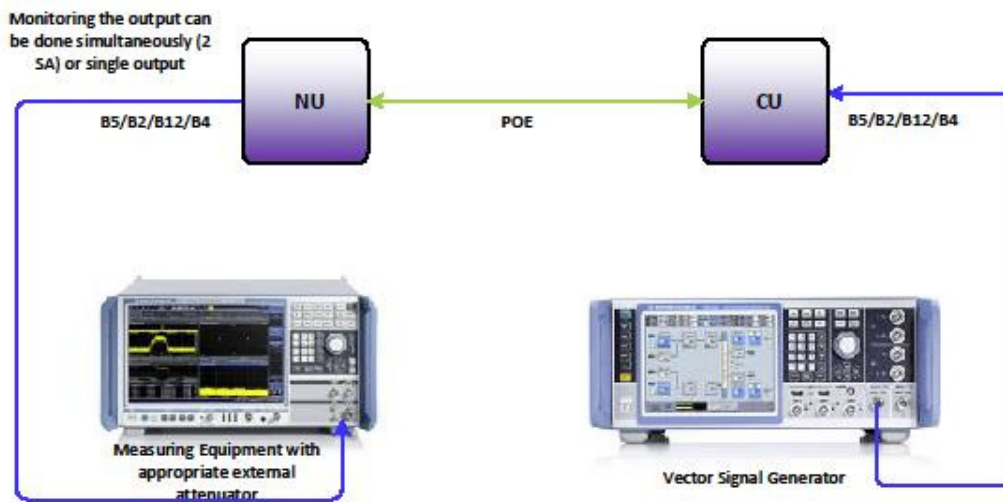 Monitoring the output can
be done simultaneously (2
SA) or single output
NU
CU
B5/B2/B12/B4
POE
B5/B2/B12/B4
Measuring Equipment with
appropriate external
attenuator
Vector Signal Generator